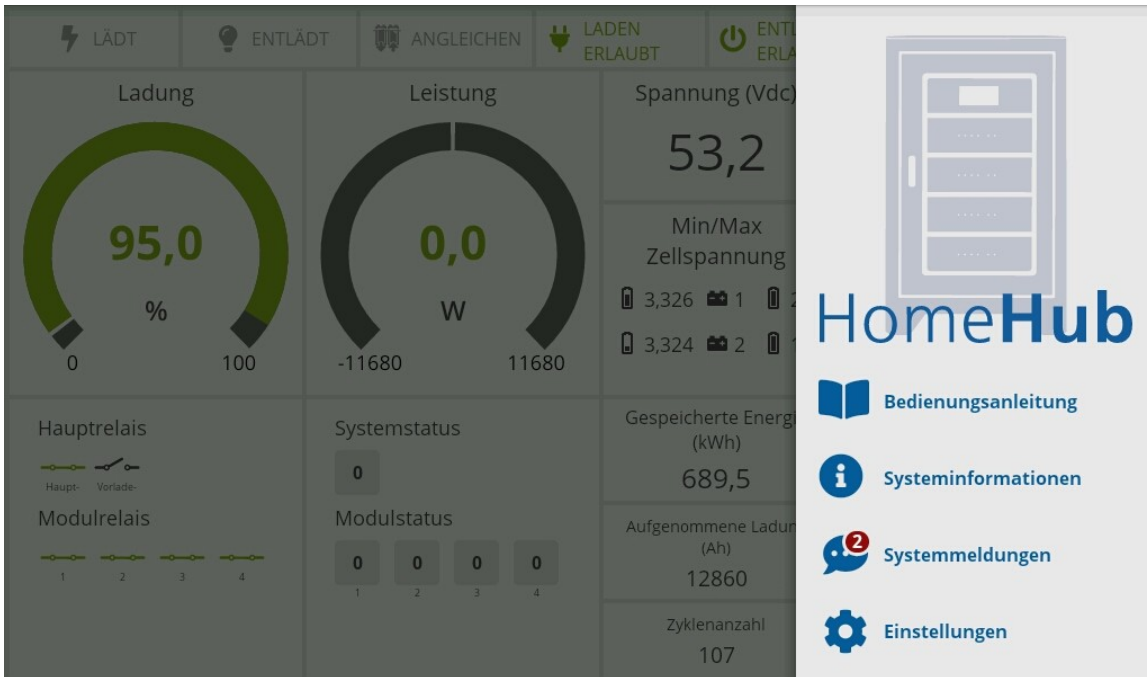 LÄDT
ENTLÄDT
ANGLEICHEN
LADEN
ERLAUBT
Ladung
95,0
%
0
100
Leistung
0,0
W
-11680
11680
Spannung (Vdc)
53,2
Min/Max
Zellspannung
3,326 1
3,324 2
Hauptrelais
Haupt- Vorlade-
Modulrelais
1 2 3 4
Systemstatus
0
Modulstatus
0 0 0 0
1 2 3 4
(kWh)
689,5
Aufgenommene
(Ah)
12860
Zyklenanzahl
107
HomeHub
Bedienungsanleitung
Systeminformationen
2
Systemmeldungen
Einstellungen